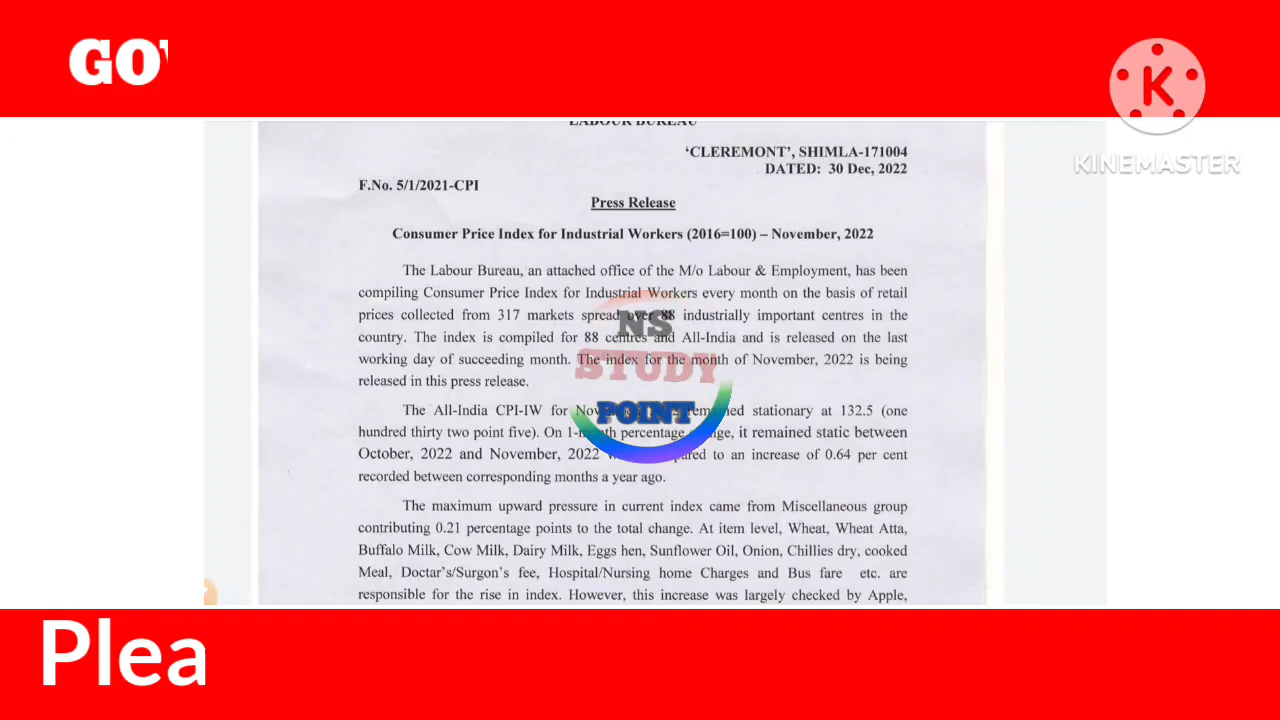 GO
KINEMASTER
LABOUR BUREAU
‘CLEREMONT’, SHIMLA-171004
DATED: 30 Dec, 2022
F.No. 5/1/2021-CPI
Press Release
Consumer Price Index for Industrial Workers (2016=100) – November, 2022
The Labour Bureau, an attached office of the M/o Labour & Employment, has been
compiling Consumer Price Index for Industrial Workers every month on the basis of retail
prices collected from 317 markets spread over 88 industrially important centres in the
country. The index is compiled for 88 centres and All-India and is released on the last
working day of succeeding month. The index for the month of November, 2022 is being
released in this press release.
NS
STUDY
POINT
The All-India CPI-IW for stationary at 132.5 (one
hundred thirty two point five). On percentage it remained static between
October, 2022 and November, 2022 to an increase of 0.64 per cent
recorded between corresponding months a year ago.
The maximum upward pressure in current index came from Miscellaneous group
contributing 0.21 percentage points to the total change. At item level, Wheat, Wheat Atta,
Buffalo Milk, Cow Milk, Dairy Milk, Eggs hen, Sunflower Oil, Onion, Chillies dry, cooked
Meal, Doctar’s/Surgon’s fee, Hospital/Nursing home Charges and Bus fare etc. are
responsible for the rise in index. However, this increase was largely checked by Apple,
Plea